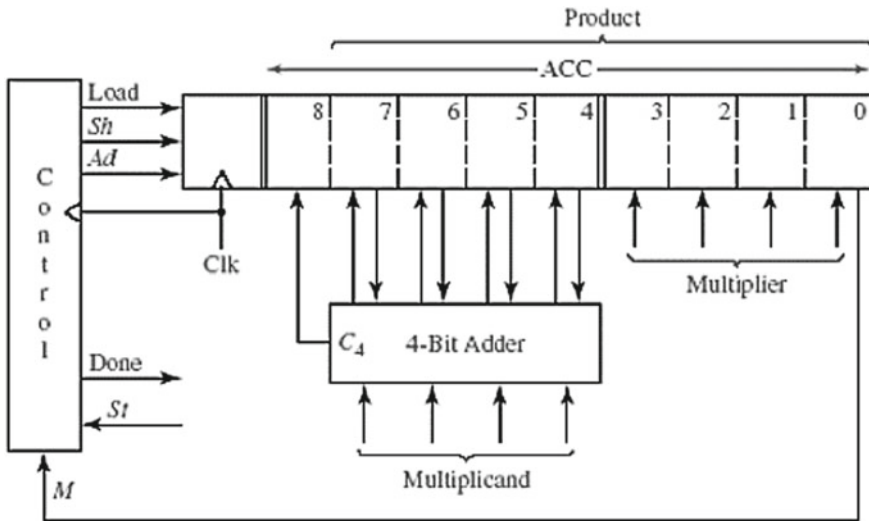 Product
ACC
Load
Sh
Ad
8 7 6 5 4 3 2 1 0
Control
Clk
Multiplier
C4 4-Bit Adder
Done
St
Multiplicand
M